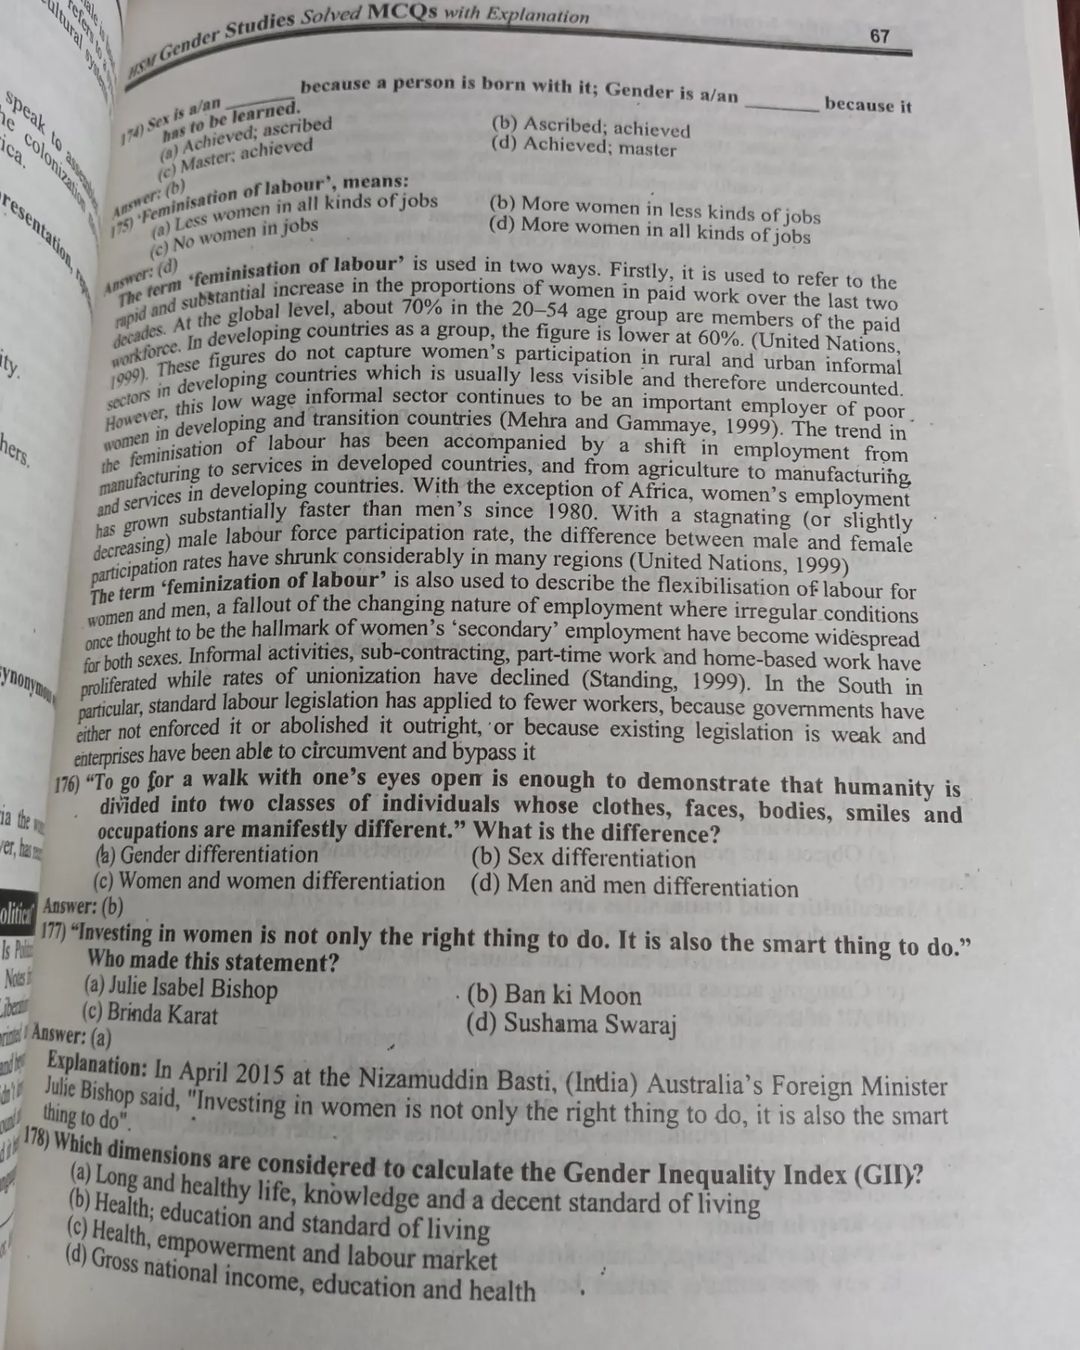 HSM Gender Studies Solved MCQs with Explanation
67
174) Sex is a/an ________ because a person is born with it; Gender is a/an ________ because it
has to be learned.
(a) Achieved; ascribed (b) Ascribed; achieved
(c) Master; achieved (d) Achieved; master
Answer: (b)
175) ‘Feminisation of labour’, means:
(a) Less women in all kinds of jobs (b) More women in less kinds of jobs
(c) No women in jobs (d) More women in all kinds of jobs
Answer: (d)
The term ‘feminisation of labour’ is used in two ways. Firstly, it is used to refer to the
rapid and substantial increase in the proportions of women in paid work over the last two
decades. At the global level, about 70% in the 20–54 age group are members of the paid
workforce. In developing countries as a group, the figure is lower at 60%. (United Nations,
1999). These figures do not capture women’s participation in rural and urban informal
sectors in developing countries which is usually less visible and therefore undercounted.
However, this low wage informal sector continues to be an important employer of poor
women in developing and transition countries (Mehra and Gammaye, 1999). The trend in
the feminisation of labour has been accompanied by a shift in employment from
manufacturing to services in developed countries, and from agriculture to manufacturing
and services in developing countries. With the exception of Africa, women’s employment
has grown substantially faster than men’s since 1980. With a stagnating (or slightly
decreasing) male labour force participation rate, the difference between male and female
participation rates have shrunk considerably in many regions (United Nations, 1999)
The term ‘feminization of labour’ is also used to describe the flexibilisation of labour for
women and men, a fallout of the changing nature of employment where irregular conditions
once thought to be the hallmark of women’s ‘secondary’ employment have become widespread
for both sexes. Informal activities, sub-contracting, part-time work and home-based work have
proliferated while rates of unionization have declined (Standing, 1999). In the South in
particular, standard labour legislation has applied to fewer workers, because governments have
either not enforced it or abolished it outright, or because existing legislation is weak and
enterprises have been able to circumvent and bypass it
176) “To go for a walk with one’s eyes open is enough to demonstrate that humanity is
divided into two classes of individuals whose clothes, faces, bodies, smiles and
occupations are manifestly different.” What is the difference?
(a) Gender differentiation (b) Sex differentiation
(c) Women and women differentiation (d) Men and men differentiation
Answer: (b)
177) “Investing in women is not only the right thing to do. It is also the smart thing to do.”
Who made this statement?
(a) Julie Isabel Bishop (b) Ban ki Moon
(c) Brinda Karat (d) Sushama Swaraj
Answer: (a)
Explanation: In April 2015 at the Nizamuddin Basti, (India) Australia’s Foreign Minister
Julie Bishop said, "Investing in women is not only the right thing to do, it is also the smart
thing to do".
178) Which dimensions are considered to calculate the Gender Inequality Index (GII)?
(a) Long and healthy life, knowledge and a decent standard of living
(b) Health; education and standard of living
(c) Health, empowerment and labour market
(d) Gross national income, education and health